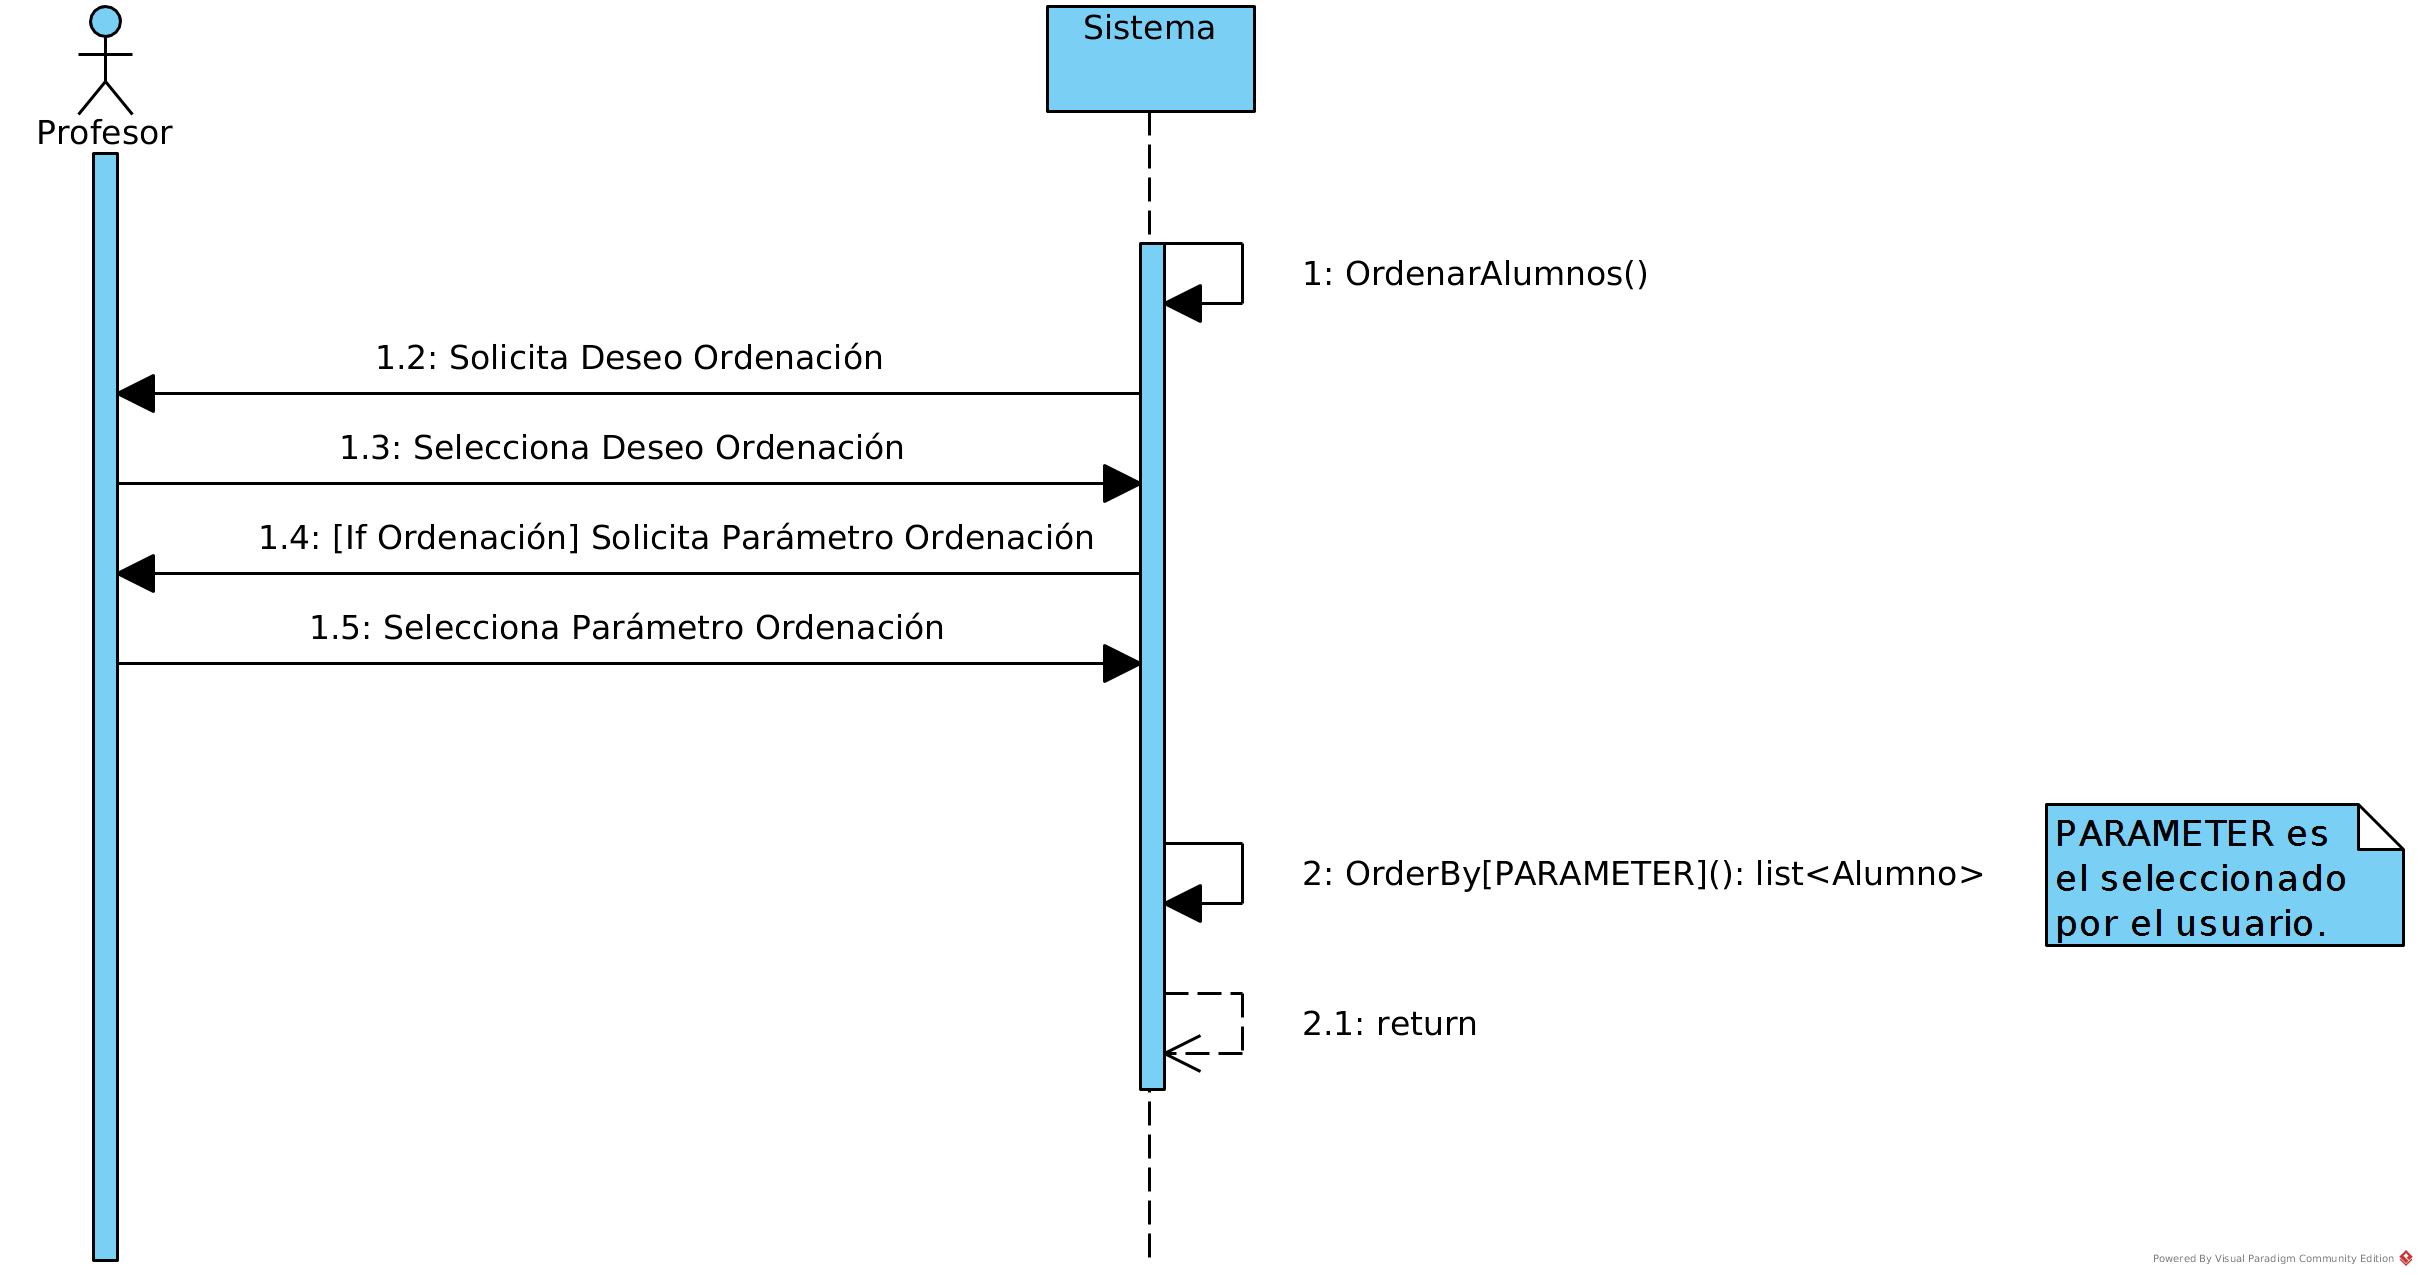 Profesor
Sistema
1: OrdenarAlumnos()
1.2: Solicita Deseo Ordenación
1.3: Selecciona Deseo Ordenación
1.4: [If Ordenación] Solicita Parámetro Ordenación
1.5: Selecciona Parámetro Ordenación
2: OrderBy[PARAMETER](): list<Alumno>
PARAMETER es
el seleccionado
por el usuario.
2.1: return
Powered By Visual Paradigm Community Edition